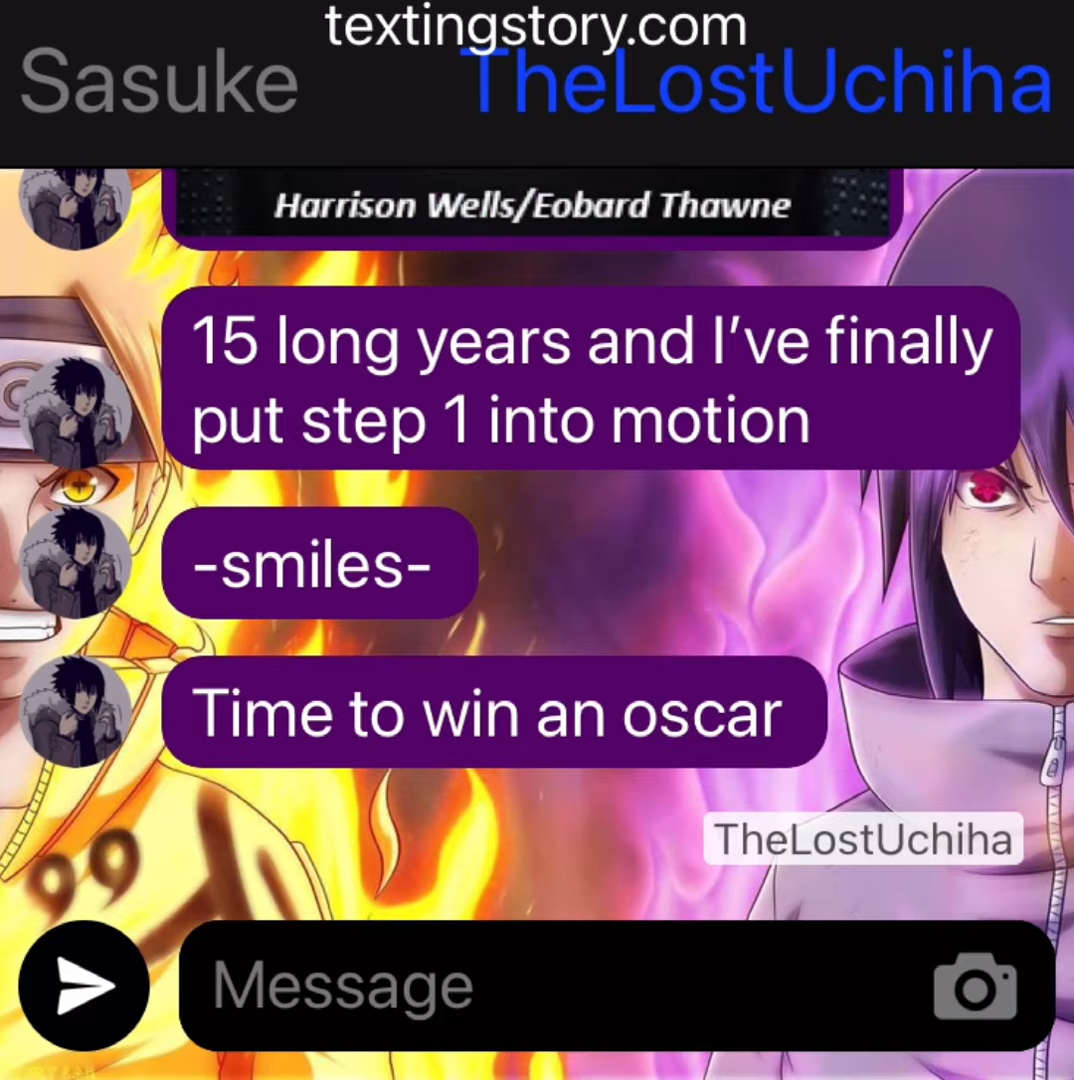 textingstory.com
Sasuke TheLostUchiha
Harrison Wells/Eobard Thawne
15 long years and I’ve finally
put step 1 into motion
-smiles-
Time to win an oscar
TheLostUchiha
Message